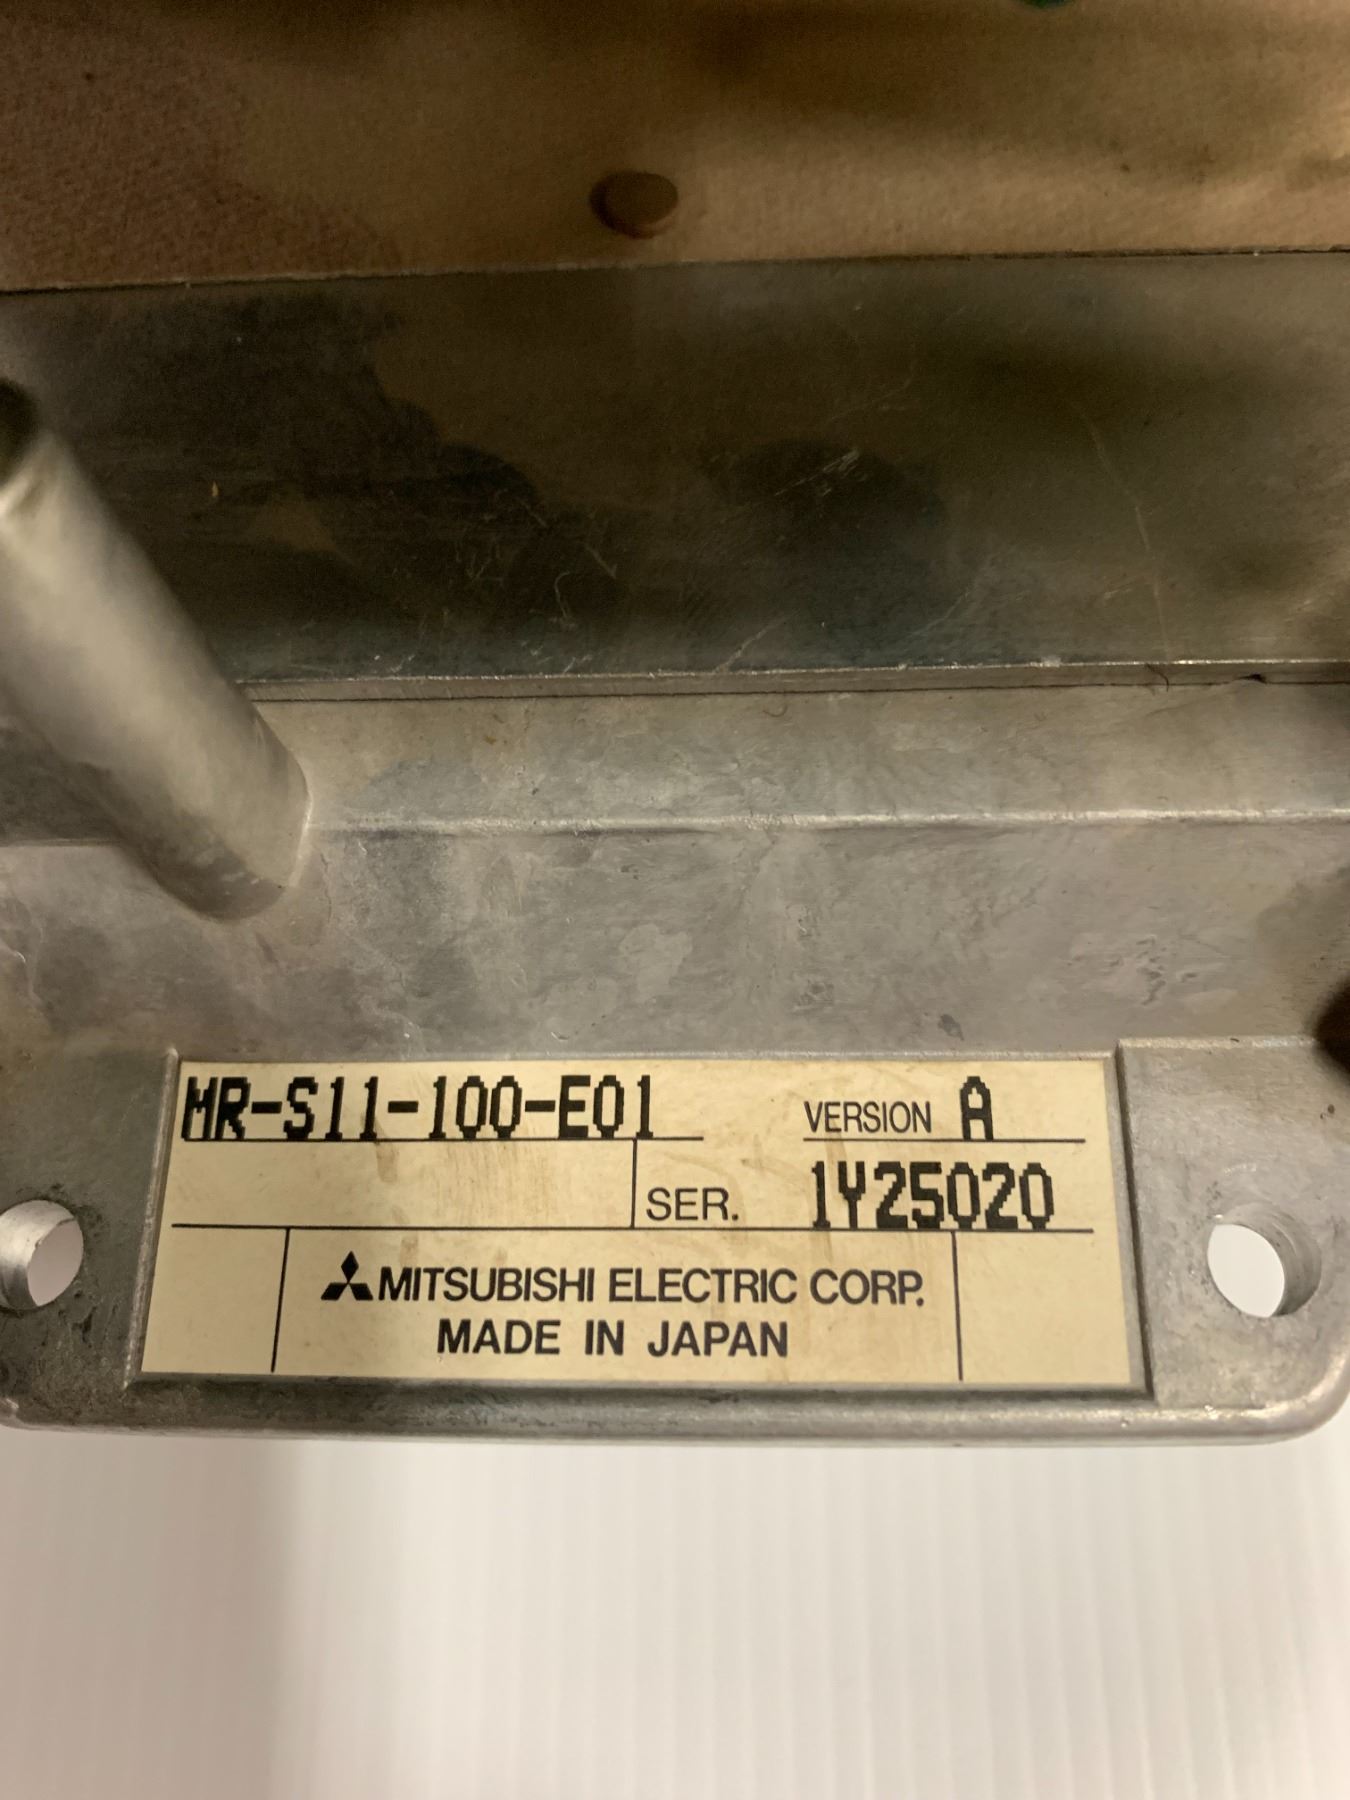 MR-S11-100-E01 VERSION A
SER. 1Y25020
MITSUBISHI ELECTRIC CORP.
MADE IN JAPAN